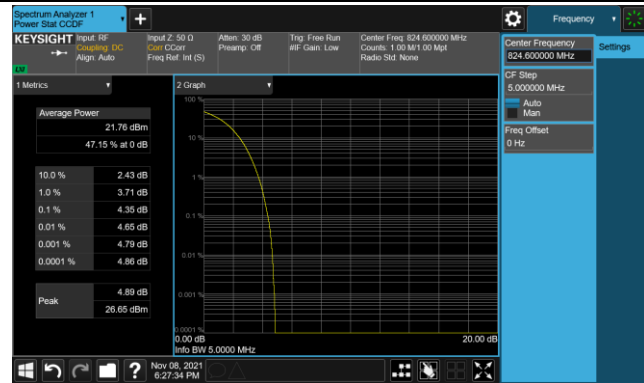 Spectrum Analyzer 1
Power Stat CCDF
+
Frequency
KEYSIGHT
Input: RF
Coupling: DC
Align: Auto
Input Z: 50 Ω
Corr CCorr
Freq Ref: Int (S)
Atten: 30 dB
Preamp: Off
Trig: Free Run
#IF Gain: Low
Center Freq: 824.600000 MHz
Counts: 1.00 M/1.00 Mpt
Radio Std: None
Center Frequency
824.600000 MHz
Settings
CF Step
5.000000 MHz
Auto
Man
Freq Offset
0 Hz
1 Metrics
Average Power
21.76 dBm
47.15 % at 0 dB
10.0 % 2.43 dB
1.0 % 3.71 dB
0.1 % 4.35 dB
0.01 % 4.65 dB
0.001 % 4.79 dB
0.0001 % 4.86 dB
Peak
4.89 dB
26.65 dBm
2 Graph
100 %
10 %
1 %
0.1 %
0.01 %
0.001 %
0.0001 %
0.00 dB 20.00 dB
Info BW 5.0000 MHz
?
Nov 08, 2021
6:27:34 PM